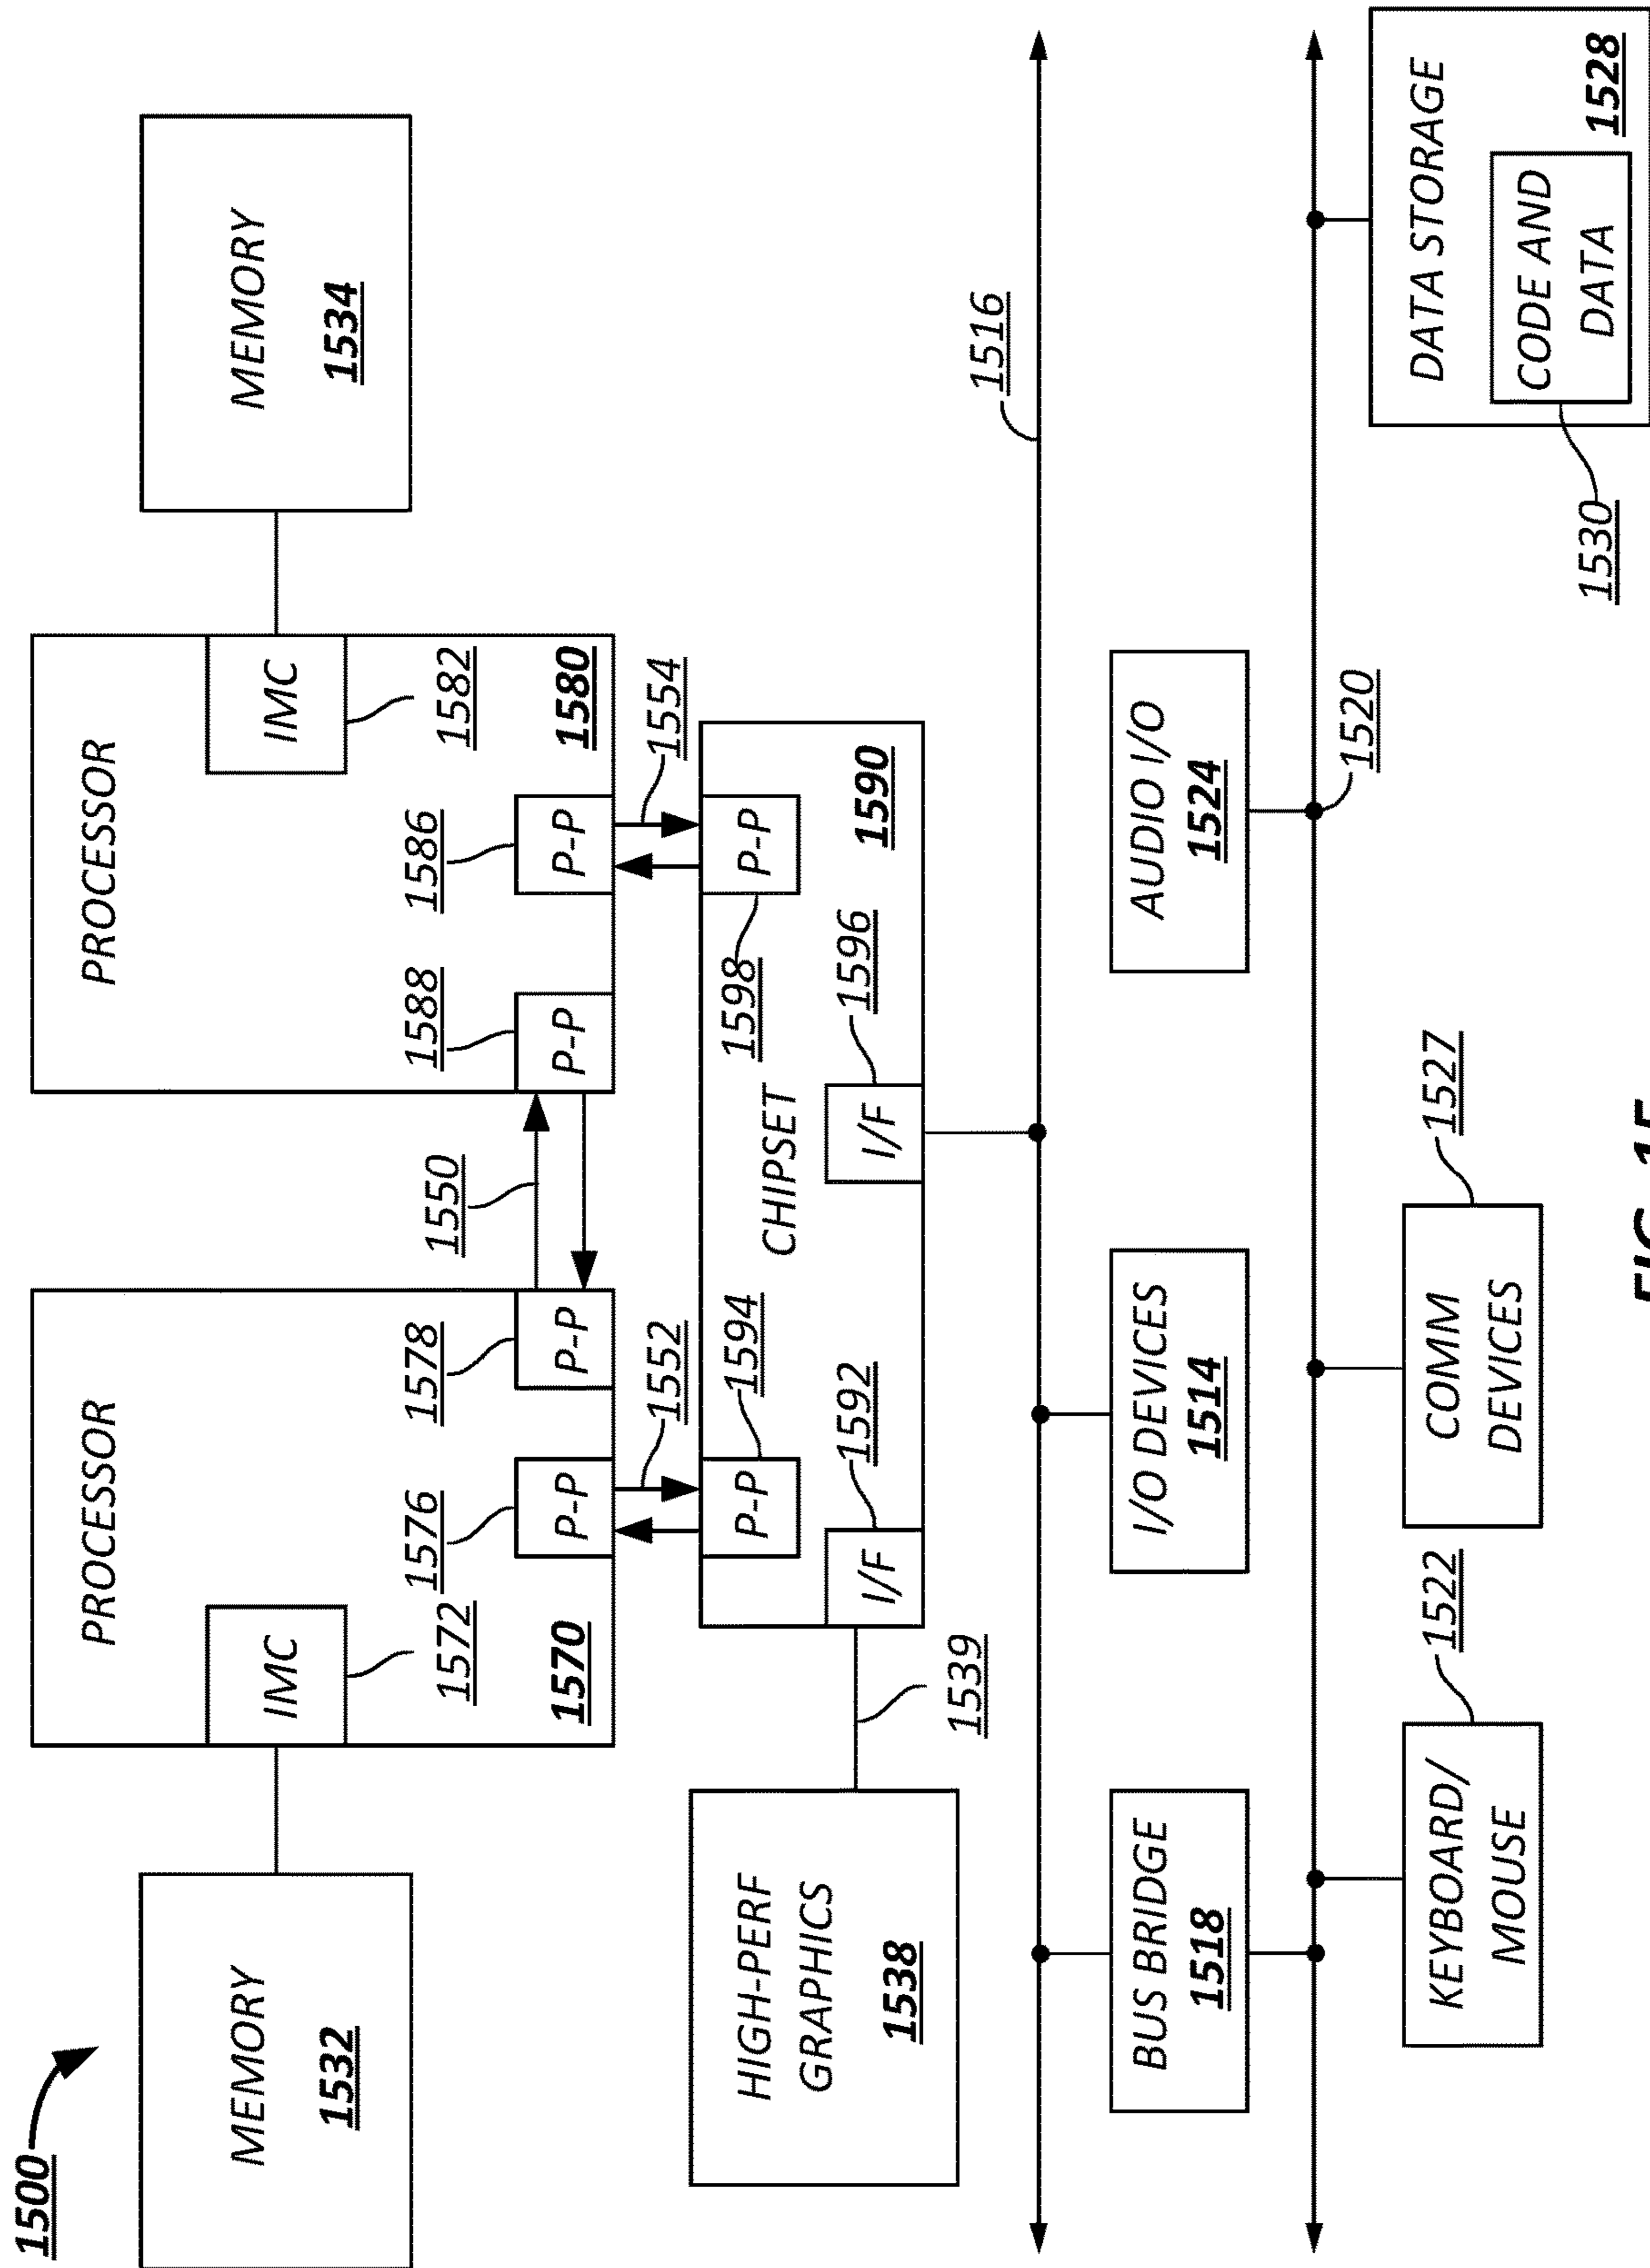 1500
MEMORY
1532
PROCESSOR
IMC
1572
1570
1576
P-P
1578
P-P
1550
PROCESSOR
1588
P-P
1586
P-P
IMC
1582
1580
MEMORY
1534
1552
1554
HIGH-PERF
GRAPHICS
1538
1539
P-P
1594
I/F
1592
CHIPSET
I/F
1596
P-P
1598
1590
1516
BUS BRIDGE
1518
I/O DEVICES
1514
AUDIO I/O
1524
1520
KEYBOARD/
MOUSE
1522
COMM
DEVICES
1527
DATA STORAGE
CODE AND
DATA
1528
1530